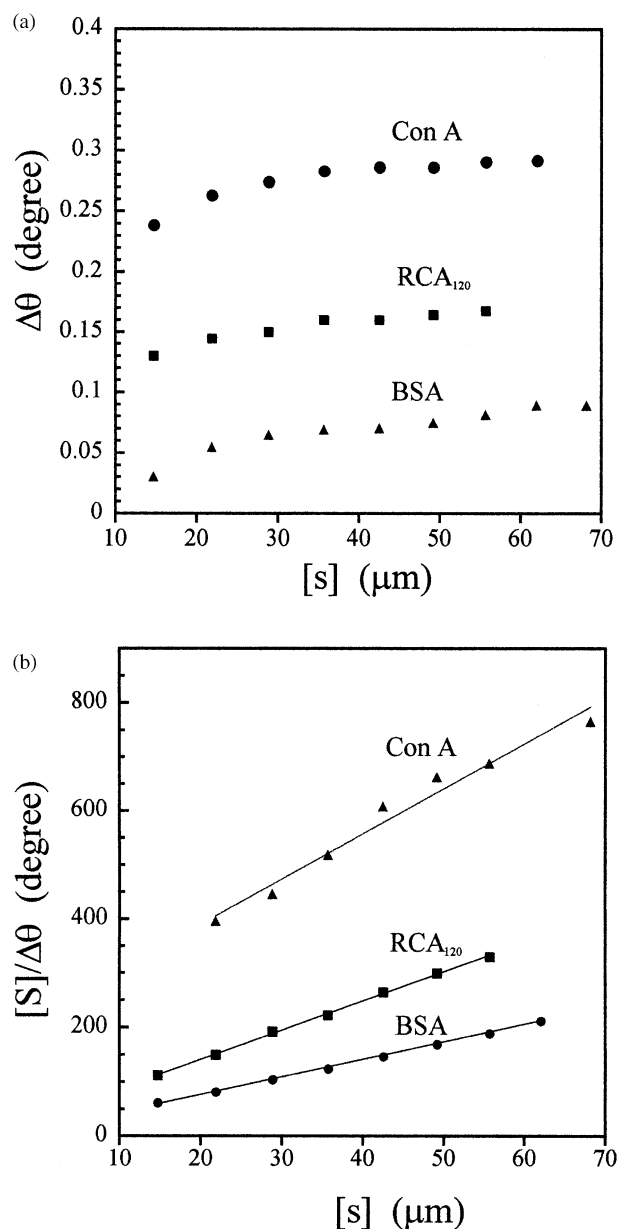 (a)
0.4
0.35
0.3
0.25
0.2
0.15
0.1
0.05
0
Δθ (degree)
Con A
RCA₁₂₀
BSA
10 20 30 40 50 60 70
[s] (μm)
(b)
800
600
400
200
0
[S]/Δθ (degree)
Con A
RCA₁₂₀
BSA
10 20 30 40 50 60 70
[s] (μm)